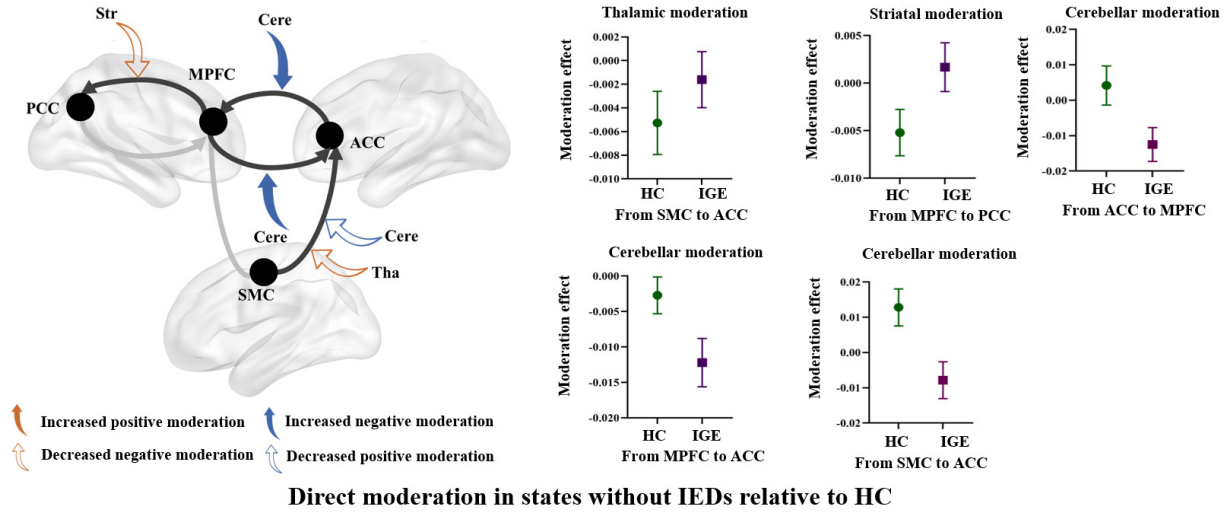 Str
Cere
MPFC
PCC
ACC
Cere
Cere
Tha
SMC
Increased positive moderation
Increased negative moderation
Decreased negative moderation
Decreased positive moderation
Thalamic moderation
Moderation effect
0.002
0.000
-0.002
-0.004
-0.006
-0.008
-0.010
HC IGE
From SMC to ACC
Striatal moderation
Moderation effect
0.005
0.000
-0.005
-0.010
HC IGE
From MPFC to PCC
Cerebellar moderation
Moderation effect
0.02
0.01
0.00
-0.01
-0.02
HC IGE
From ACC to MPFC
Cerebellar moderation
Moderation effect
0.000
-0.005
-0.010
-0.015
-0.020
HC IGE
From MPFC to ACC
Cerebellar moderation
Moderation effect
0.02
0.01
0.00
-0.01
-0.02
HC IGE
From SMC to ACC
Direct moderation in states without IEDs relative to HC